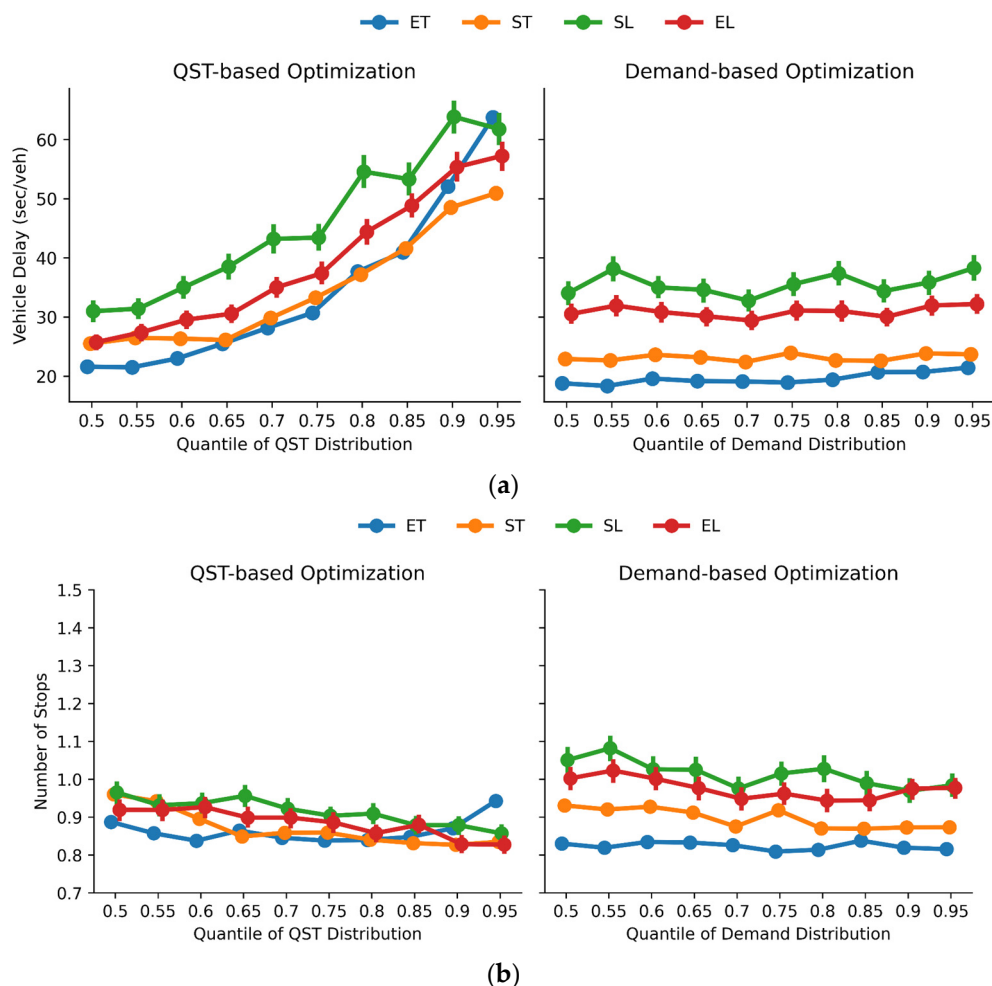 ET ST SL EL
QST-based Optimization Demand-based Optimization
Vehicle Delay (sec/veh)
60
50
40
30
20
0.5 0.55 0.6 0.65 0.7 0.75 0.8 0.85 0.9 0.95 0.5 0.55 0.6 0.65 0.7 0.75 0.8 0.85 0.9 0.95
Quantile of QST Distribution Quantile of Demand Distribution
(a)
ET ST SL EL
QST-based Optimization Demand-based Optimization
Number of Stops
1.5
1.4
1.3
1.2
1.1
1.0
0.9
0.8
0.7
0.5 0.55 0.6 0.65 0.7 0.75 0.8 0.85 0.9 0.95 0.5 0.55 0.6 0.65 0.7 0.75 0.8 0.85 0.9 0.95
Quantile of QST Distribution Quantile of Demand Distribution
(b)